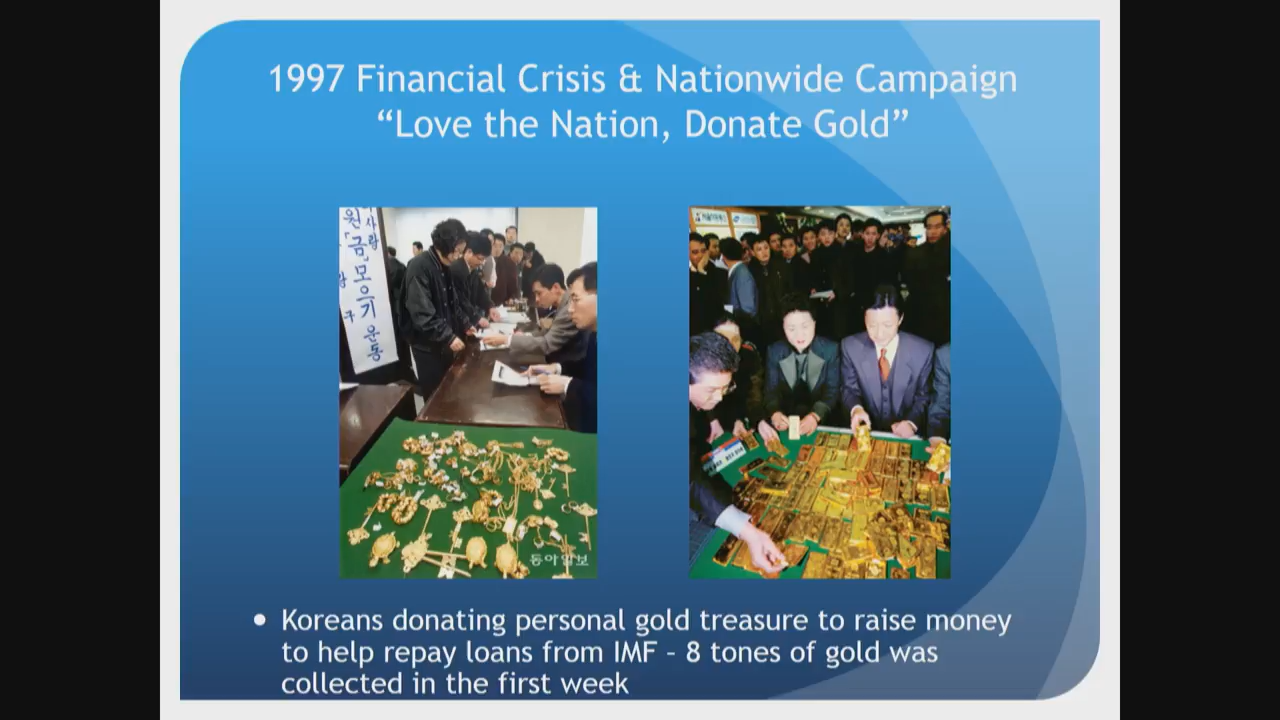 1997 Financial Crisis & Nationwide Campaign
“Love the Nation, Donate Gold”
사랑
금모으기 운동
동아일보
Koreans donating personal gold treasure to raise money
to help repay loans from IMF – 8 tones of gold was
collected in the first week